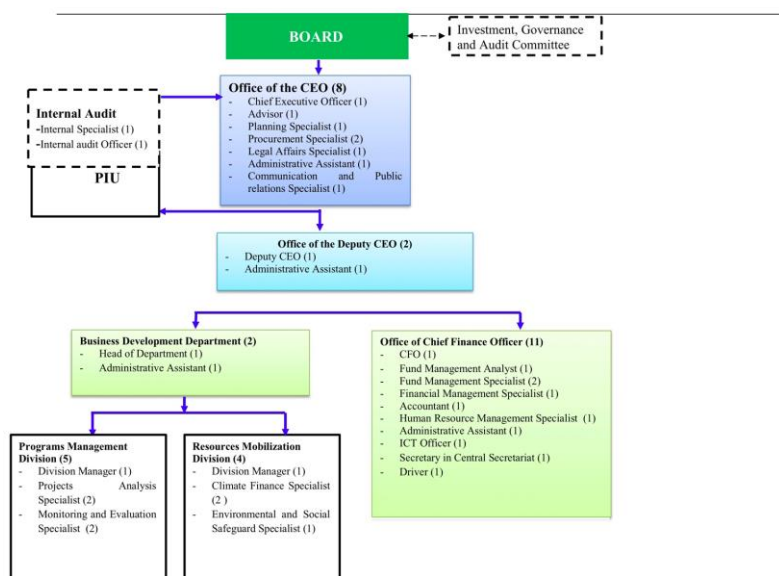 BOARD
Investment, Governance
and Audit Committee
Office of the CEO (8)
- Chief Executive Officer (1)
- Advisor (1)
- Planning Specialist (1)
- Procurement Specialist (2)
- Legal Affairs Specialist (1)
- Administrative Assistant (1)
- Communication and Public
relations Specialist (1)
Internal Audit
-Internal Specialist (1)
-Internal audit Officer (1)
PIU
Office of the Deputy CEO (2)
- Deputy CEO (1)
- Administrative Assistant (1)
Business Development Department (2)
- Head of Department (1)
- Administrative Assistant (1)
Office of Chief Finance Officer (11)
- CFO (1)
- Fund Management Analyst (1)
- Fund Management Specialist (2)
- Financial Management Specialist (1)
- Accountant (1)
- Human Resource Management Specialist (1)
- Administrative Assistant (1)
- ICT Officer (1)
- Secretary in Central Secretariat (1)
- Driver (1)
Programs Management
Division (5)
- Division Manager (1)
- Projects Analysis
Specialist (2)
- Monitoring and Evaluation
Specialist (2)
Resources Mobilization
Division (4)
- Division Manager (1)
- Climate Finance Specialist
(2 )
- Environmental and Social
Safeguard Specialist (1)